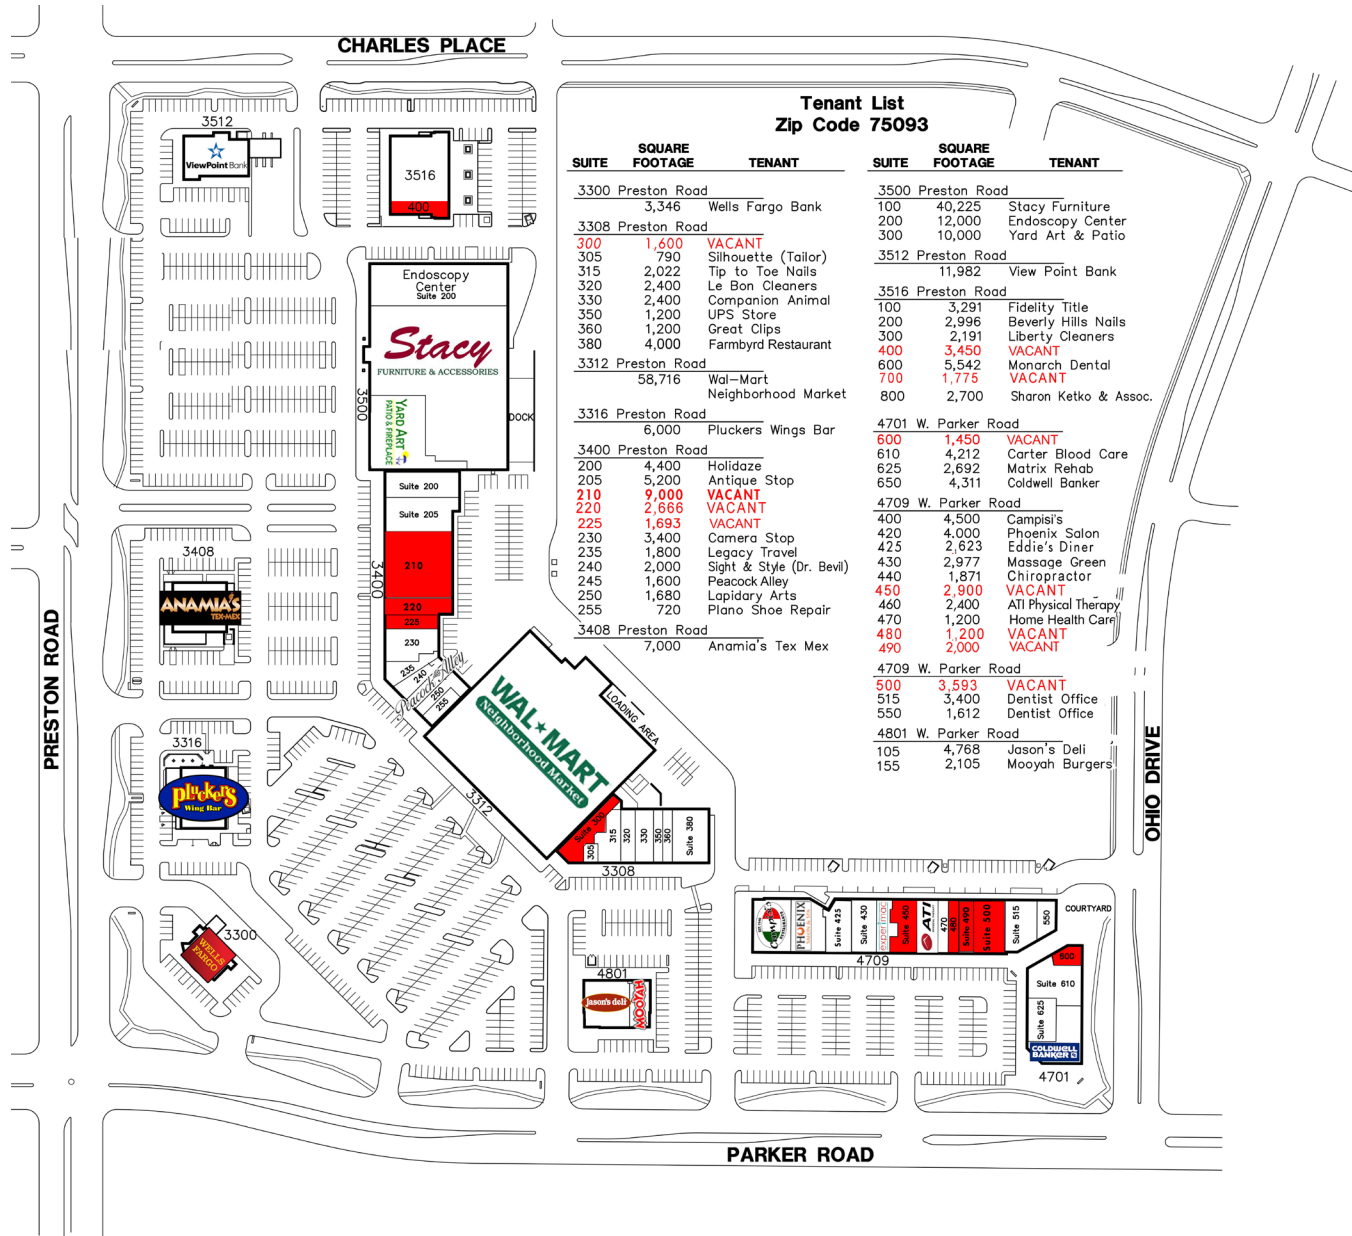 CHARLES PLACE
Tenant List
Zip Code 75093
SUITE SQUARE FOOTAGE TENANT
3300 Preston Road
3,346 Wells Fargo Bank
3308 Preston Road
300 1,600 VACANT
305 790 Silhouette (Tailor)
315 2,022 Tip to Toe Nails
320 2,400 Le Bon Cleaners
330 2,400 Companion Animal
350 1,200 UPS Store
360 1,200 Great Clips
380 4,000 Farmbyrd Restaurant
3312 Preston Road
58,716 Wal-Mart
Neighborhood Market
3316 Preston Road
6,000 Pluckers Wings Bar
3400 Preston Road
200 4,400 Holidaze
205 5,200 Antique Stop
210 9,000 VACANT
220 2,666 VACANT
225 1,693 VACANT
230 3,400 Camera Stop
235 1,800 Legacy Travel
240 2,000 Sight & Style (Dr. Bevil)
245 1,600 Peacock Alley
250 1,680 Lapidary Arts
255 720 Plano Shoe Repair
3408 Preston Road
7,000 Anamia's Tex Mex
SUITE SQUARE FOOTAGE TENANT
3500 Preston Road
100 40,225 Stacy Furniture
200 12,000 Endoscopy Center
300 10,000 Yard Art & Patio
3512 Preston Road
11,982 View Point Bank
3516 Preston Road
100 3,291 Fidelity Title
200 2,996 Beverly Hills Nails
300 2,191 Liberty Cleaners
400 3,450 VACANT
600 5,542 Monarch Dental
700 1,775 VACANT
800 2,700 Sharon Ketko & Assoc.
4701 W. Parker Road
600 1,450 VACANT
610 4,212 Carter Blood Care
625 2,692 Matrix Rehab
650 4,311 Coldwell Banker
4709 W. Parker Road
400 4,500 Campisi's
420 4,000 Phoenix Salon
425 2,623 Eddie's Diner
430 2,977 Massage Green
440 1,871 Chiropractor
450 2,900 VACANT
460 2,400 ATI Physical Therapy
470 1,200 Home Health Care
480 1,200 VACANT
490 2,000 VACANT
4709 W. Parker Road
500 3,593 VACANT
515 3,400 Dentist Office
550 1,612 Dentist Office
4801 W. Parker Road
105 4,768 Jason's Deli
155 2,105 Mooyah Burgers
3512
ViewPoint Bank
3516
400
Endoscopy
Center
Suite 200
Stacy
FURNITURE & ACCESSORIES
3500
YARD ART
PATIO & FIREPLACE
DOCK
Suite 200
Suite 205
210
220
225
230
235
240
Peacock Alley
250
255
3400
3408
ANAMIA'S
TEX-MEX
PRESTON ROAD
3316
Pluckers
Wing Bar
WAL★MART
Neighborhood Market
LOADING AREA
3312
Suite 300
305
315
320
330
350
360
Suite 380
3308
3300
WELLS
FARGO
4801
Jason's deli
MOOYAH
Campisi's
PHOENIX
Suite 425
Suite 430
experimac
Suite 450
ATI
470
480
Suite 490
Suite 500
Suite 515
550
COURTYARD
4709
600
Suite 610
Suite 625
COLDWELL
BANKER
4701
OHIO DRIVE
PARKER ROAD